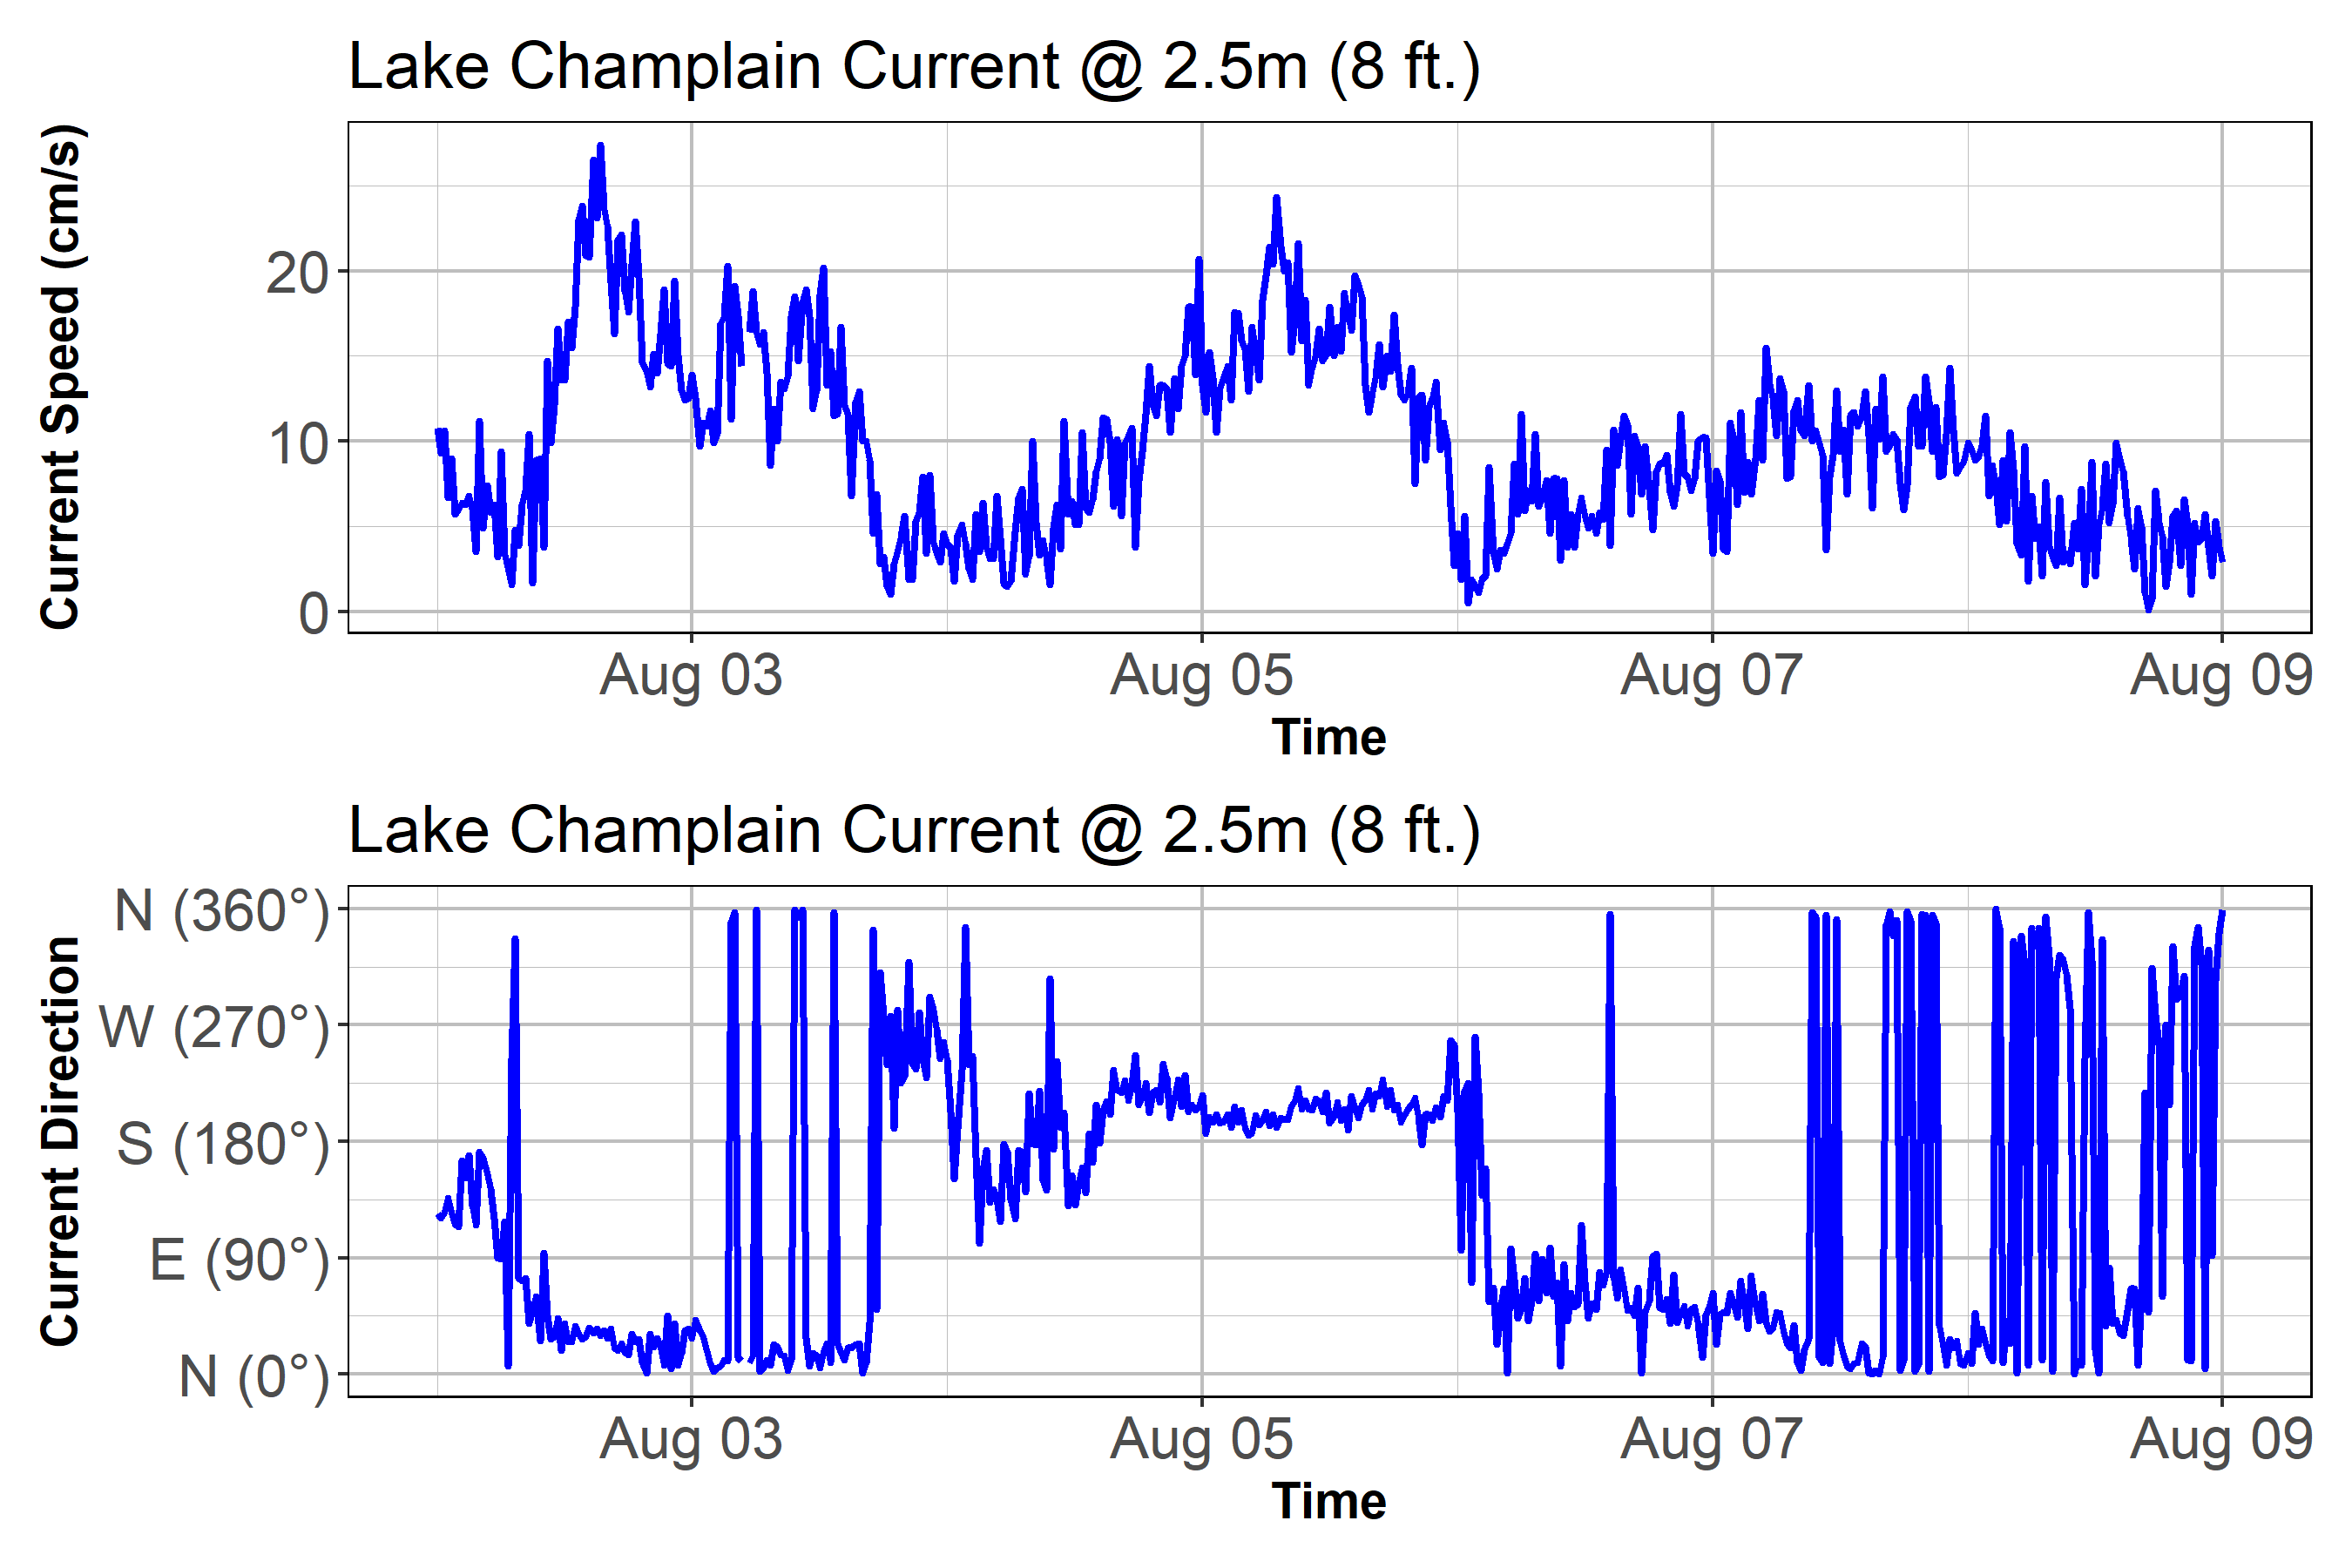 Lake Champlain Current @ 2.5m (8 ft.)
Current Speed (cm/s)
20
10
0
Aug 03
Aug 05
Aug 07
Aug 09
Time
Lake Champlain Current @ 2.5m (8 ft.)
Current Direction
N (360°)
W (270°)
S (180°)
E (90°)
N (0°)
Aug 03
Aug 05
Aug 07
Aug 09
Time